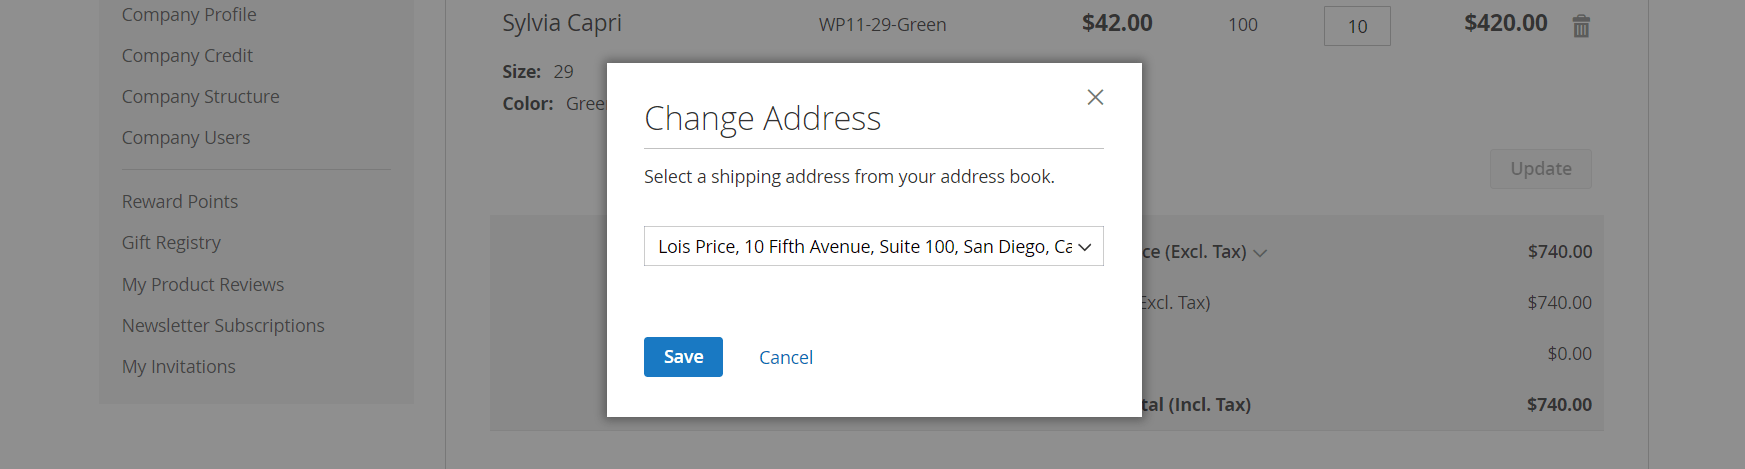 Company Profile
Company Credit
Company Structure
Company Users
Reward Points
Gift Registry
My Product Reviews
Newsletter Subscriptions
My Invitations
Sylvia Capri WP11-29-Green $42.00 100 10 $420.00
Size: 29
Color: Gree
Update
Change Address
Select a shipping address from your address book.
Lois Price, 10 Fifth Avenue, Suite 100, San Diego, Ca
Save Cancel
ce (Excl. Tax) $740.00
Excl. Tax) $740.00
$0.00
tal (Incl. Tax) $740.00